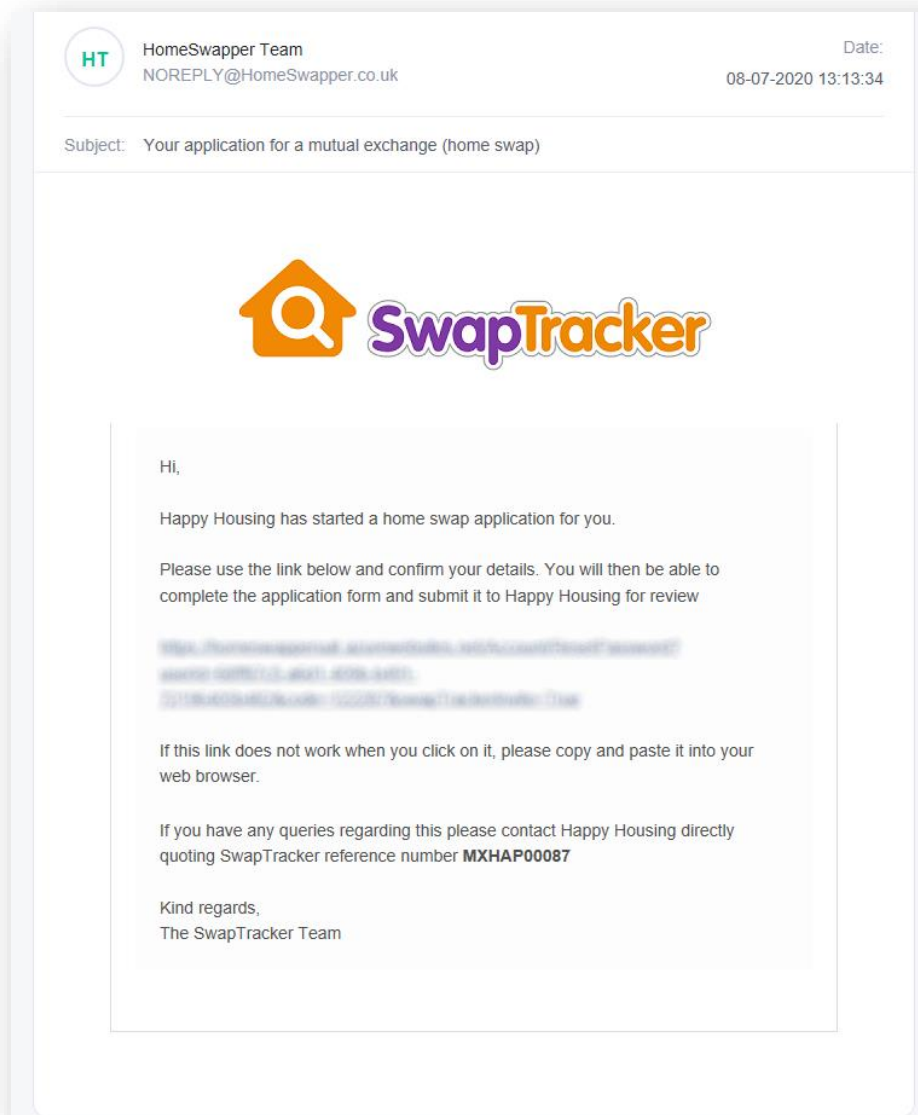 HT
HomeSwapper Team
NOREPLY@HomeSwapper.co.uk
Date:
08-07-2020 13:13:34
Subject: Your application for a mutual exchange (home swap)
SwapTracker
Hi,
Happy Housing has started a home swap application for you.
Please use the link below and confirm your details. You will then be able to
complete the application form and submit it to Happy Housing for review
If this link does not work when you click on it, please copy and paste it into your
web browser.
If you have any queries regarding this please contact Happy Housing directly
quoting SwapTracker reference number MXHAP00087
Kind regards,
The SwapTracker Team